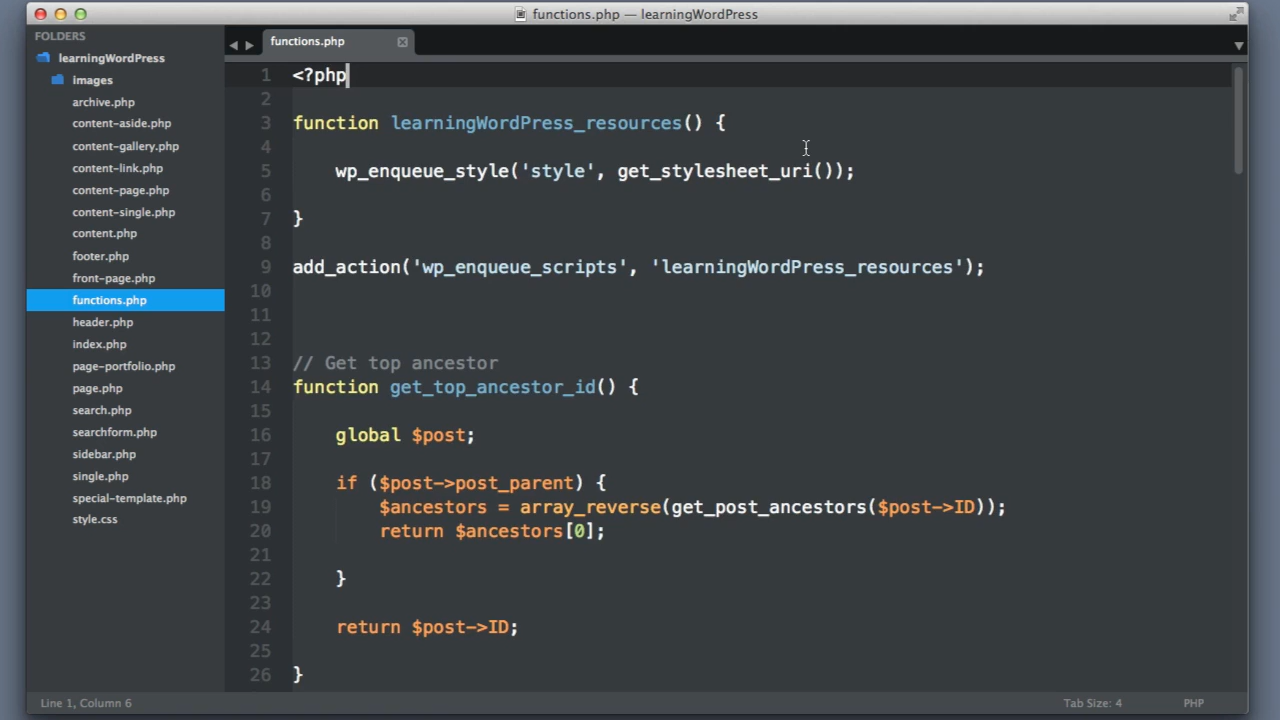 functions.php — learningWordPress
FOLDERS
learningWordPress
images
archive.php
content-aside.php
content-gallery.php
content-link.php
content-page.php
content-single.php
content.php
footer.php
front-page.php
functions.php
header.php
index.php
page-portfolio.php
page.php
search.php
searchform.php
sidebar.php
single.php
special-template.php
style.css
functions.php
1 <?php
2
3 function learningWordPress_resources() {
4
5 wp_enqueue_style('style', get_stylesheet_uri());
6
7 }
8
9 add_action('wp_enqueue_scripts', 'learningWordPress_resources');
10
11
12
13 // Get top ancestor
14 function get_top_ancestor_id() {
15
16 global $post;
17
18 if ($post->post_parent) {
19 $ancestors = array_reverse(get_post_ancestors($post->ID));
20 return $ancestors[0];
21
22 }
23
24 return $post->ID;
25
26 }
Line 1, Column 6
Tab Size: 4
PHP